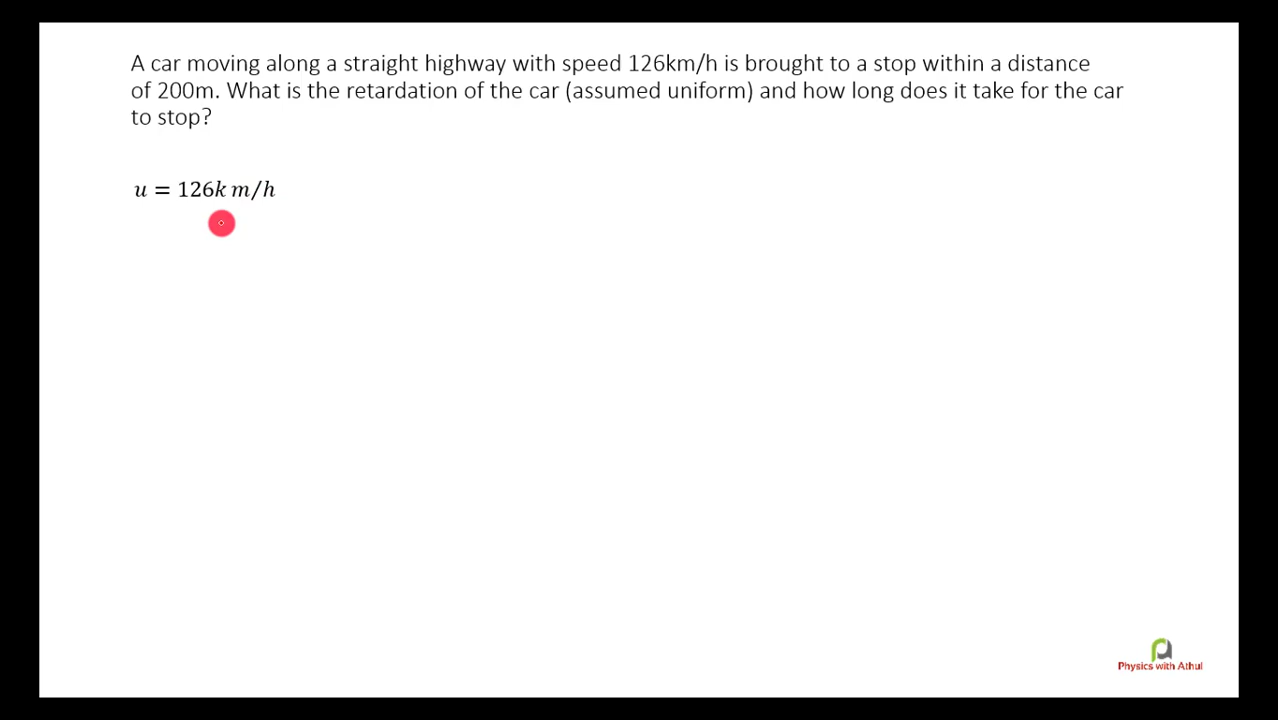 A car moving along a straight highway with speed 126km/h is brought to a stop within a distance
of 200m. What is the retardation of the car (assumed uniform) and how long does it take for the car
to stop?
u = 126k m/h
Physics with Athul